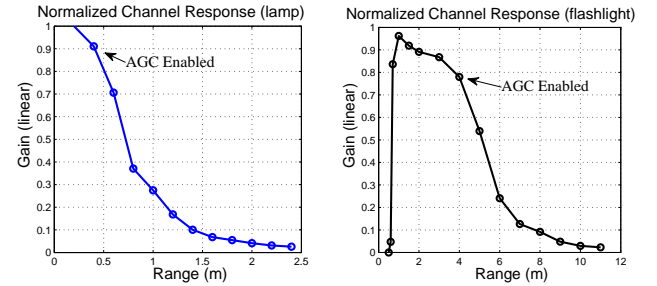 Normalized Channel Response (lamp)
1
0.9
0.8
0.7
0.6
0.5
0.4
0.3
0.2
0.1
0
Gain (linear)
AGC Enabled
0 0.5 1.0 1.5 2.0 2.5
Range (m)
Normalized Channel Response (flashlight)
1
0.9
0.8
0.7
0.6
0.5
0.4
0.3
0.2
0.1
0
Gain (linear)
AGC Enabled
0 2 4 6 8 10 12
Range (m)